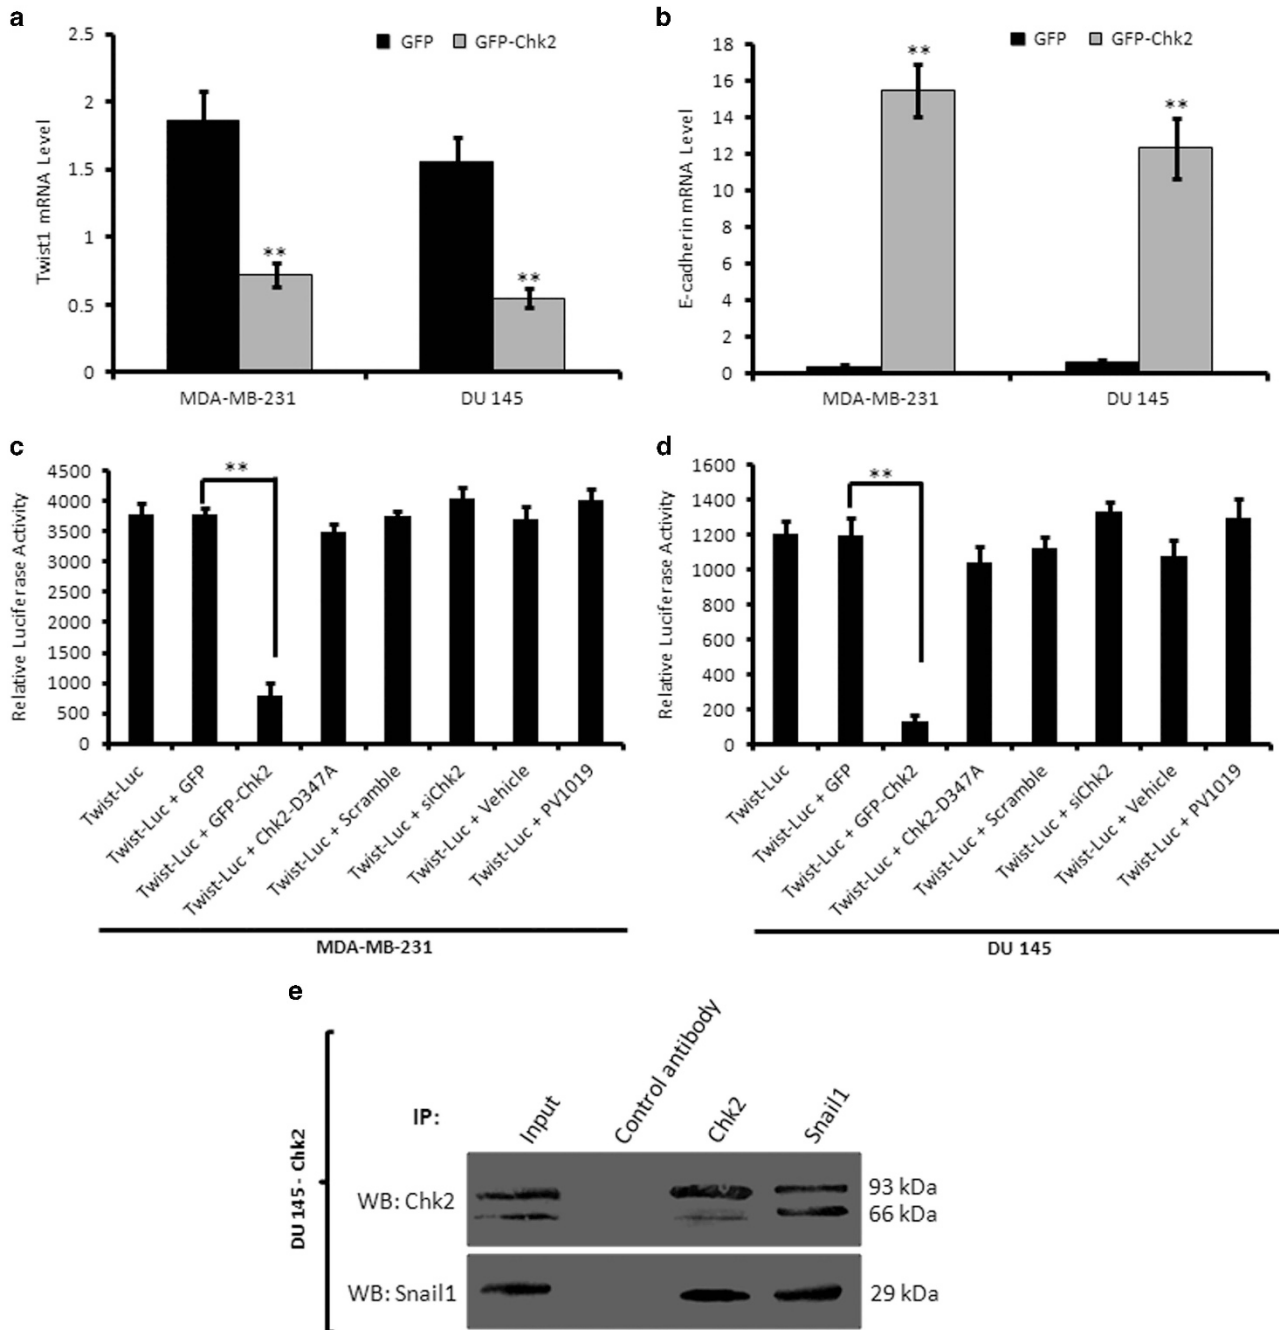 a
GFP GFP-Chk2
Twist1 mRNA Level
2.5
2
1.5
1
0.5
0
**
**
MDA-MB-231 DU 145
b
GFP GFP-Chk2
E-cadherin mRNA Level
18
16
14
12
10
8
6
4
2
0
**
**
MDA-MB-231 DU 145
c
Relative Luciferase Activity
4500
4000
3500
3000
2500
2000
1500
1000
500
0
**
Twist-Luc
Twist-Luc + GFP
Twist-Luc + GFP-Chk2
Twist-Luc + Chk2-D347A
Twist-Luc + Scramble
Twist-Luc + siChk2
Twist-Luc + Vehicle
Twist-Luc + PV1019
MDA-MB-231
d
Relative Luciferase Activity
1600
1400
1200
1000
800
600
400
200
0
**
Twist-Luc
Twist-Luc + GFP
Twist-Luc + GFP-Chk2
Twist-Luc + Chk2-D347A
Twist-Luc + Scramble
Twist-Luc + siChk2
Twist-Luc + Vehicle
Twist-Luc + PV1019
DU 145
e
DU 145 - Chk2
IP:
Input
Control antibody
Chk2
Snail1
WB: Chk2
93 kDa
66 kDa
WB: Snail1
29 kDa